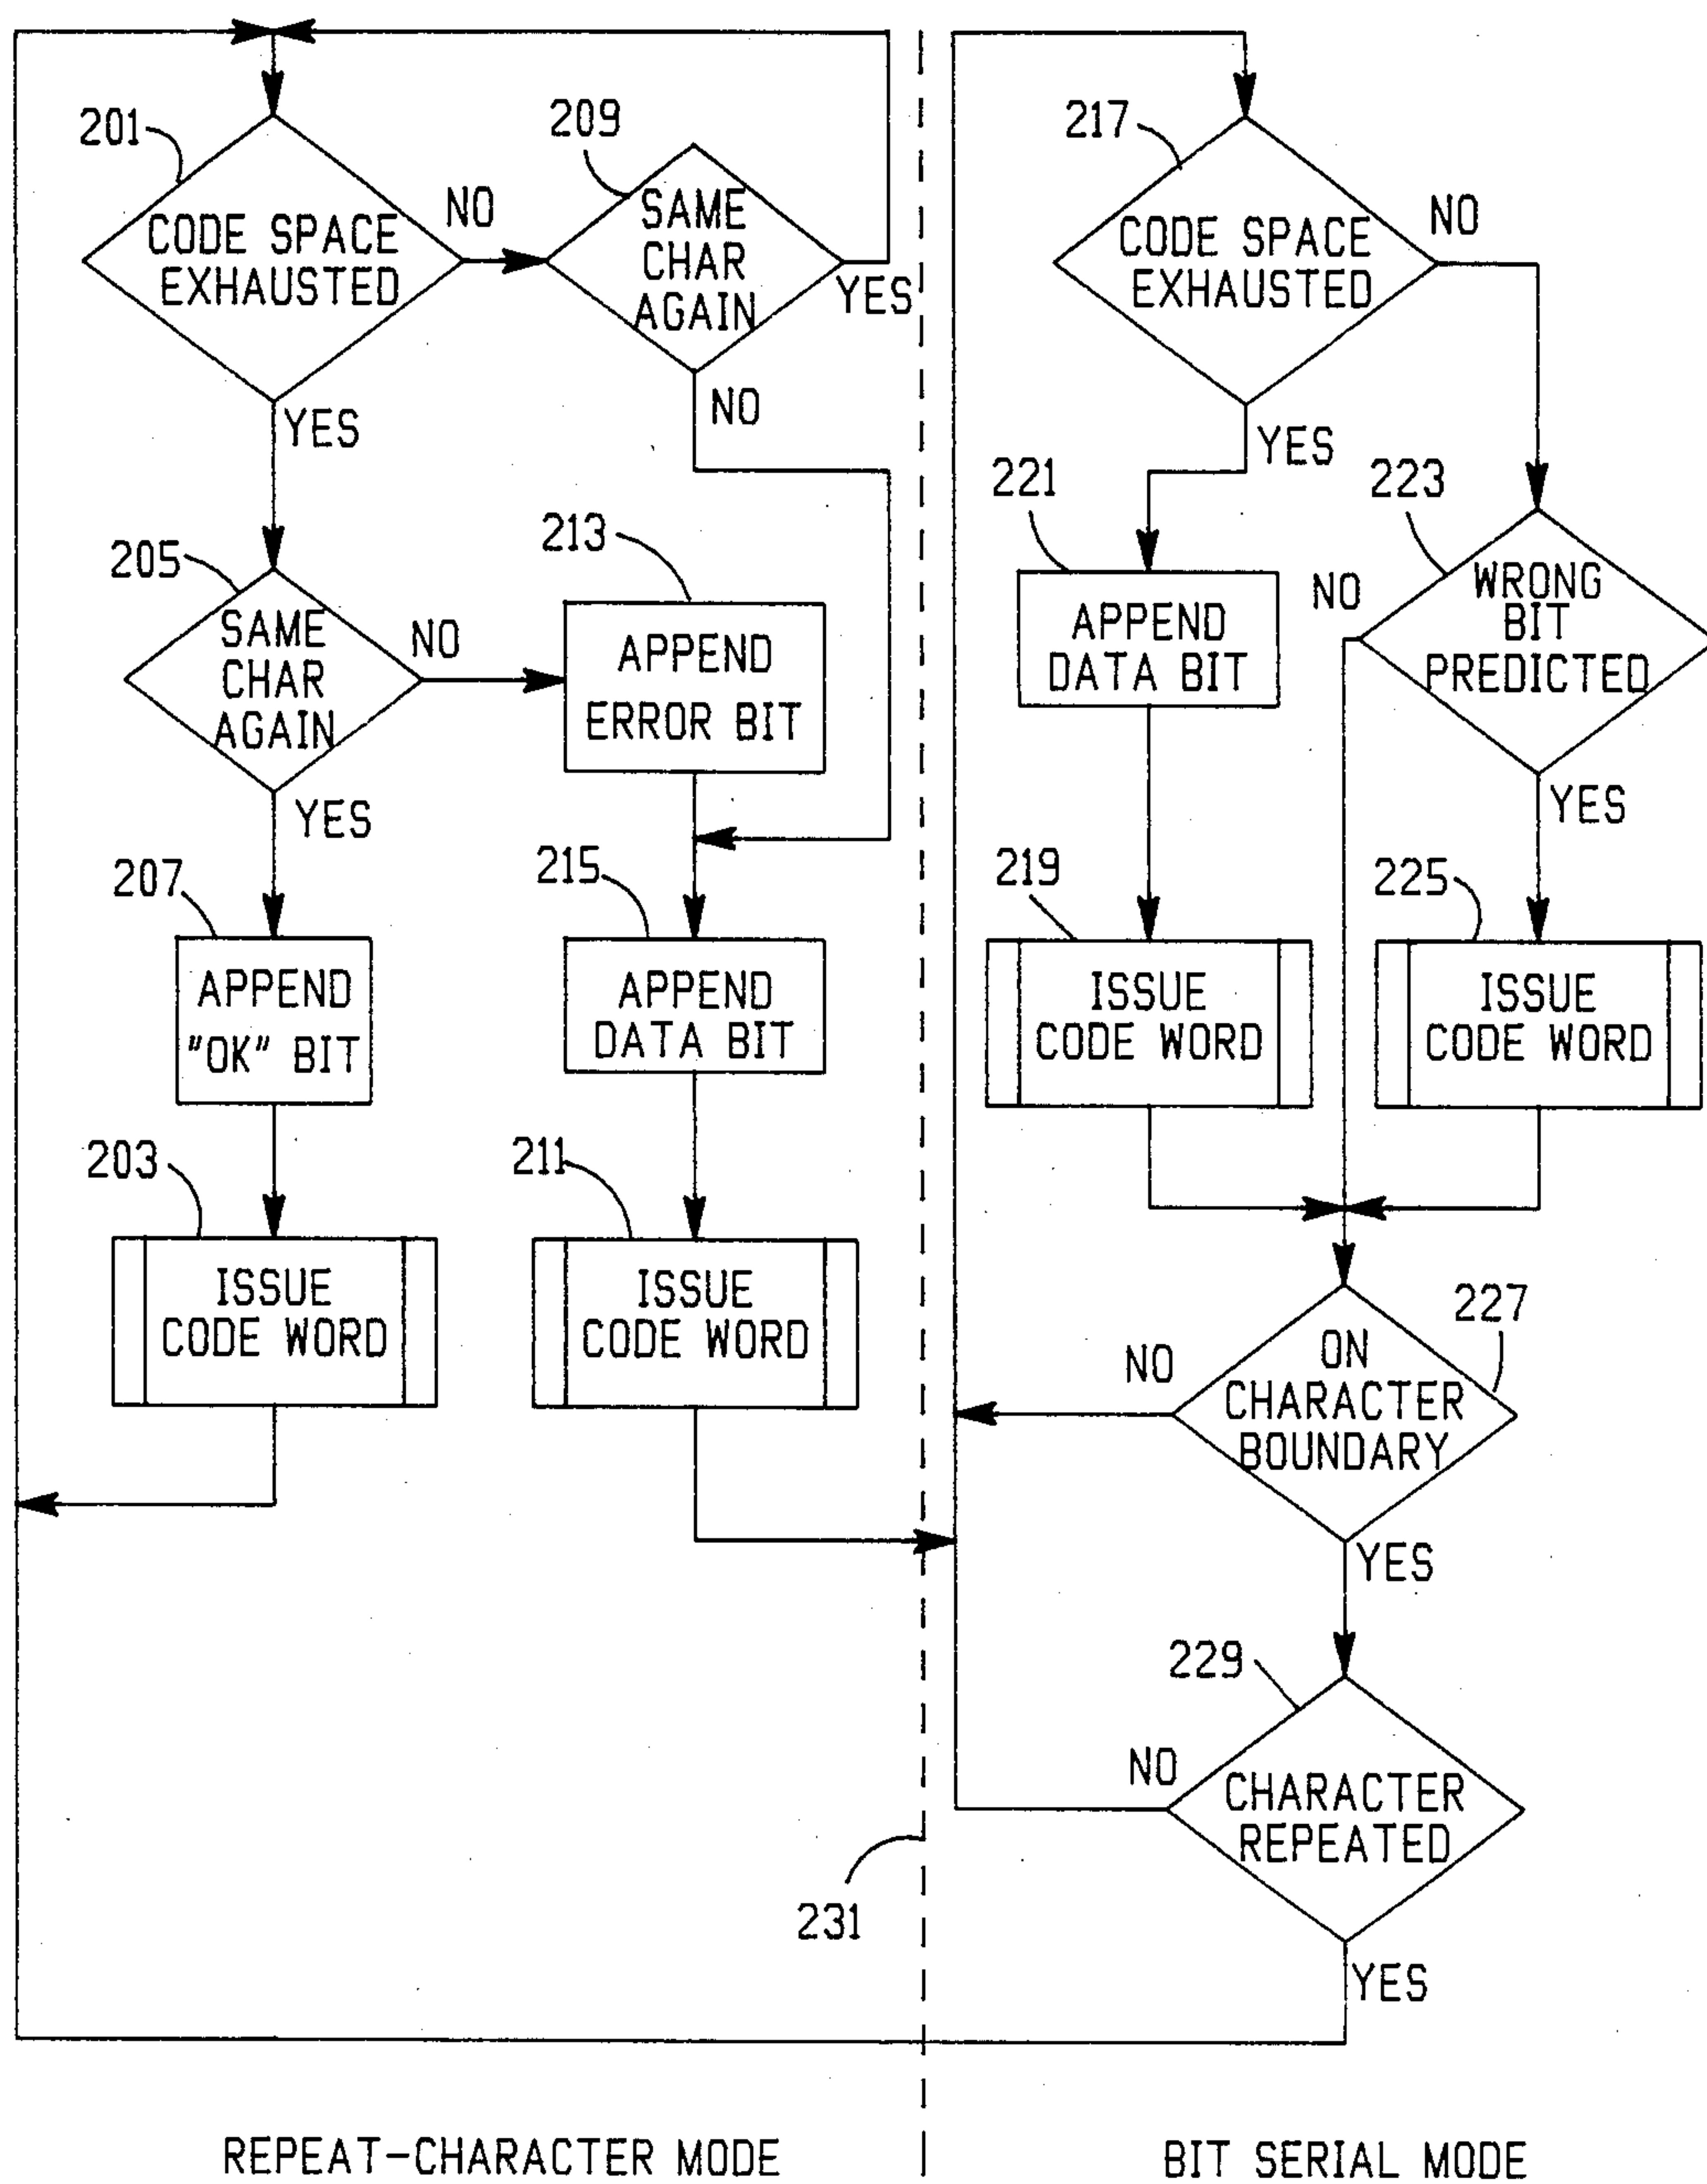 201
CODE SPACE
EXHAUSTED
NO
YES
209
SAME
CHAR
AGAIN
YES
NO
205
SAME
CHAR
AGAIN
NO
YES
213
APPEND
ERROR BIT
207
APPEND
"OK" BIT
215
APPEND
DATA BIT
203
ISSUE
CODE WORD
211
ISSUE
CODE WORD
217
CODE SPACE
EXHAUSTED
NO
YES
221
APPEND
DATA BIT
223
WRONG
BIT
PREDICTED
NO
YES
219
ISSUE
CODE WORD
225
ISSUE
CODE WORD
227
ON
CHARACTER
BOUNDARY
NO
YES
229
CHARACTER
REPEATED
NO
YES
231
REPEAT-CHARACTER MODE
BIT SERIAL MODE